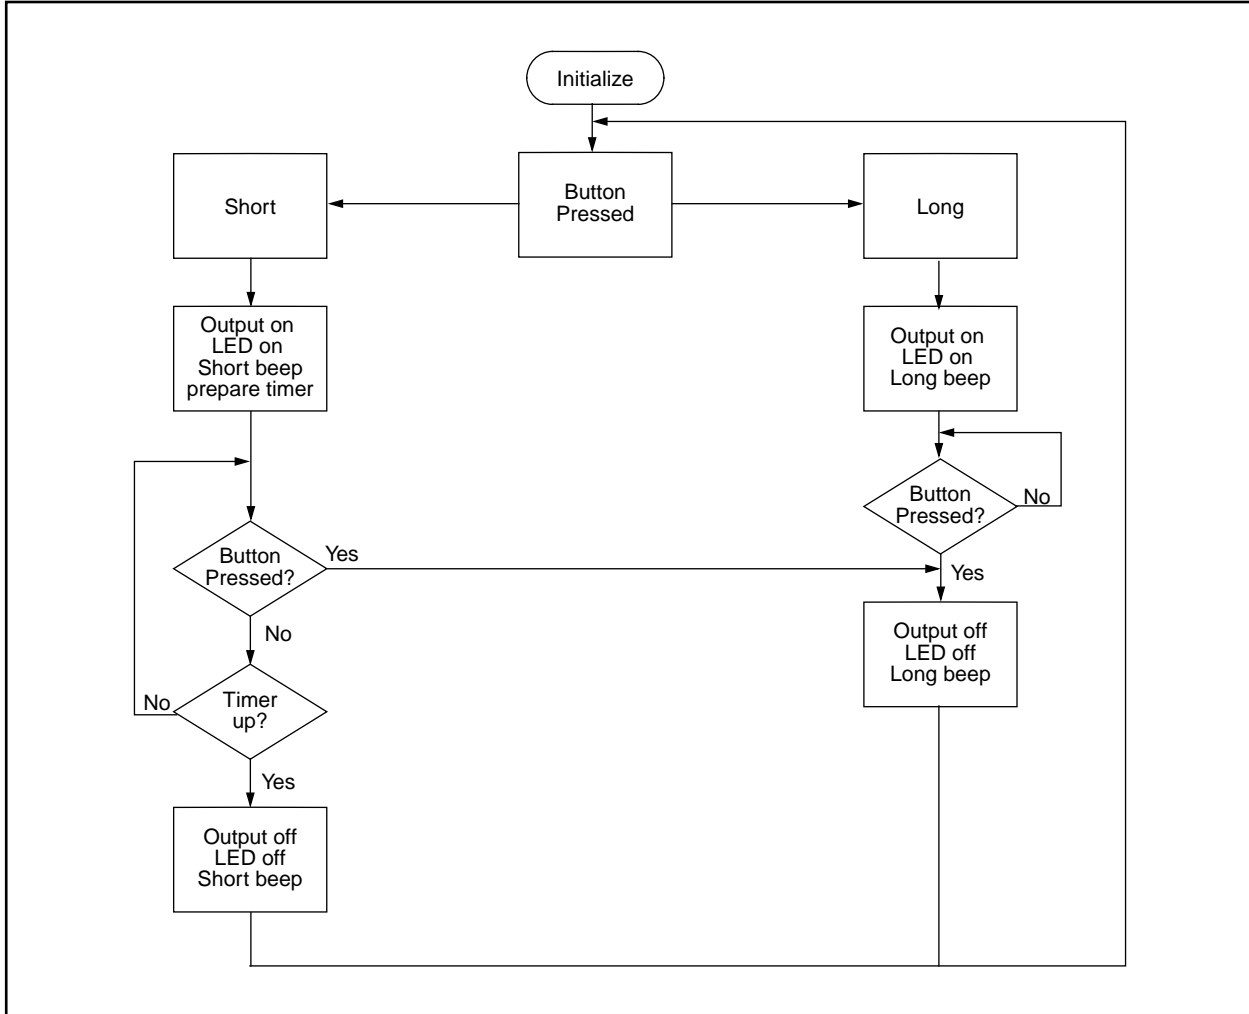 Initialize
Button
Pressed
Short
Long
Output on
LED on
Short beep
prepare timer
Output on
LED on
Long beep
Button
Pressed?
No
Yes
Button
Pressed?
Yes
No
Output off
LED off
Long beep
Timer
up?
No
Yes
Output off
LED off
Short beep